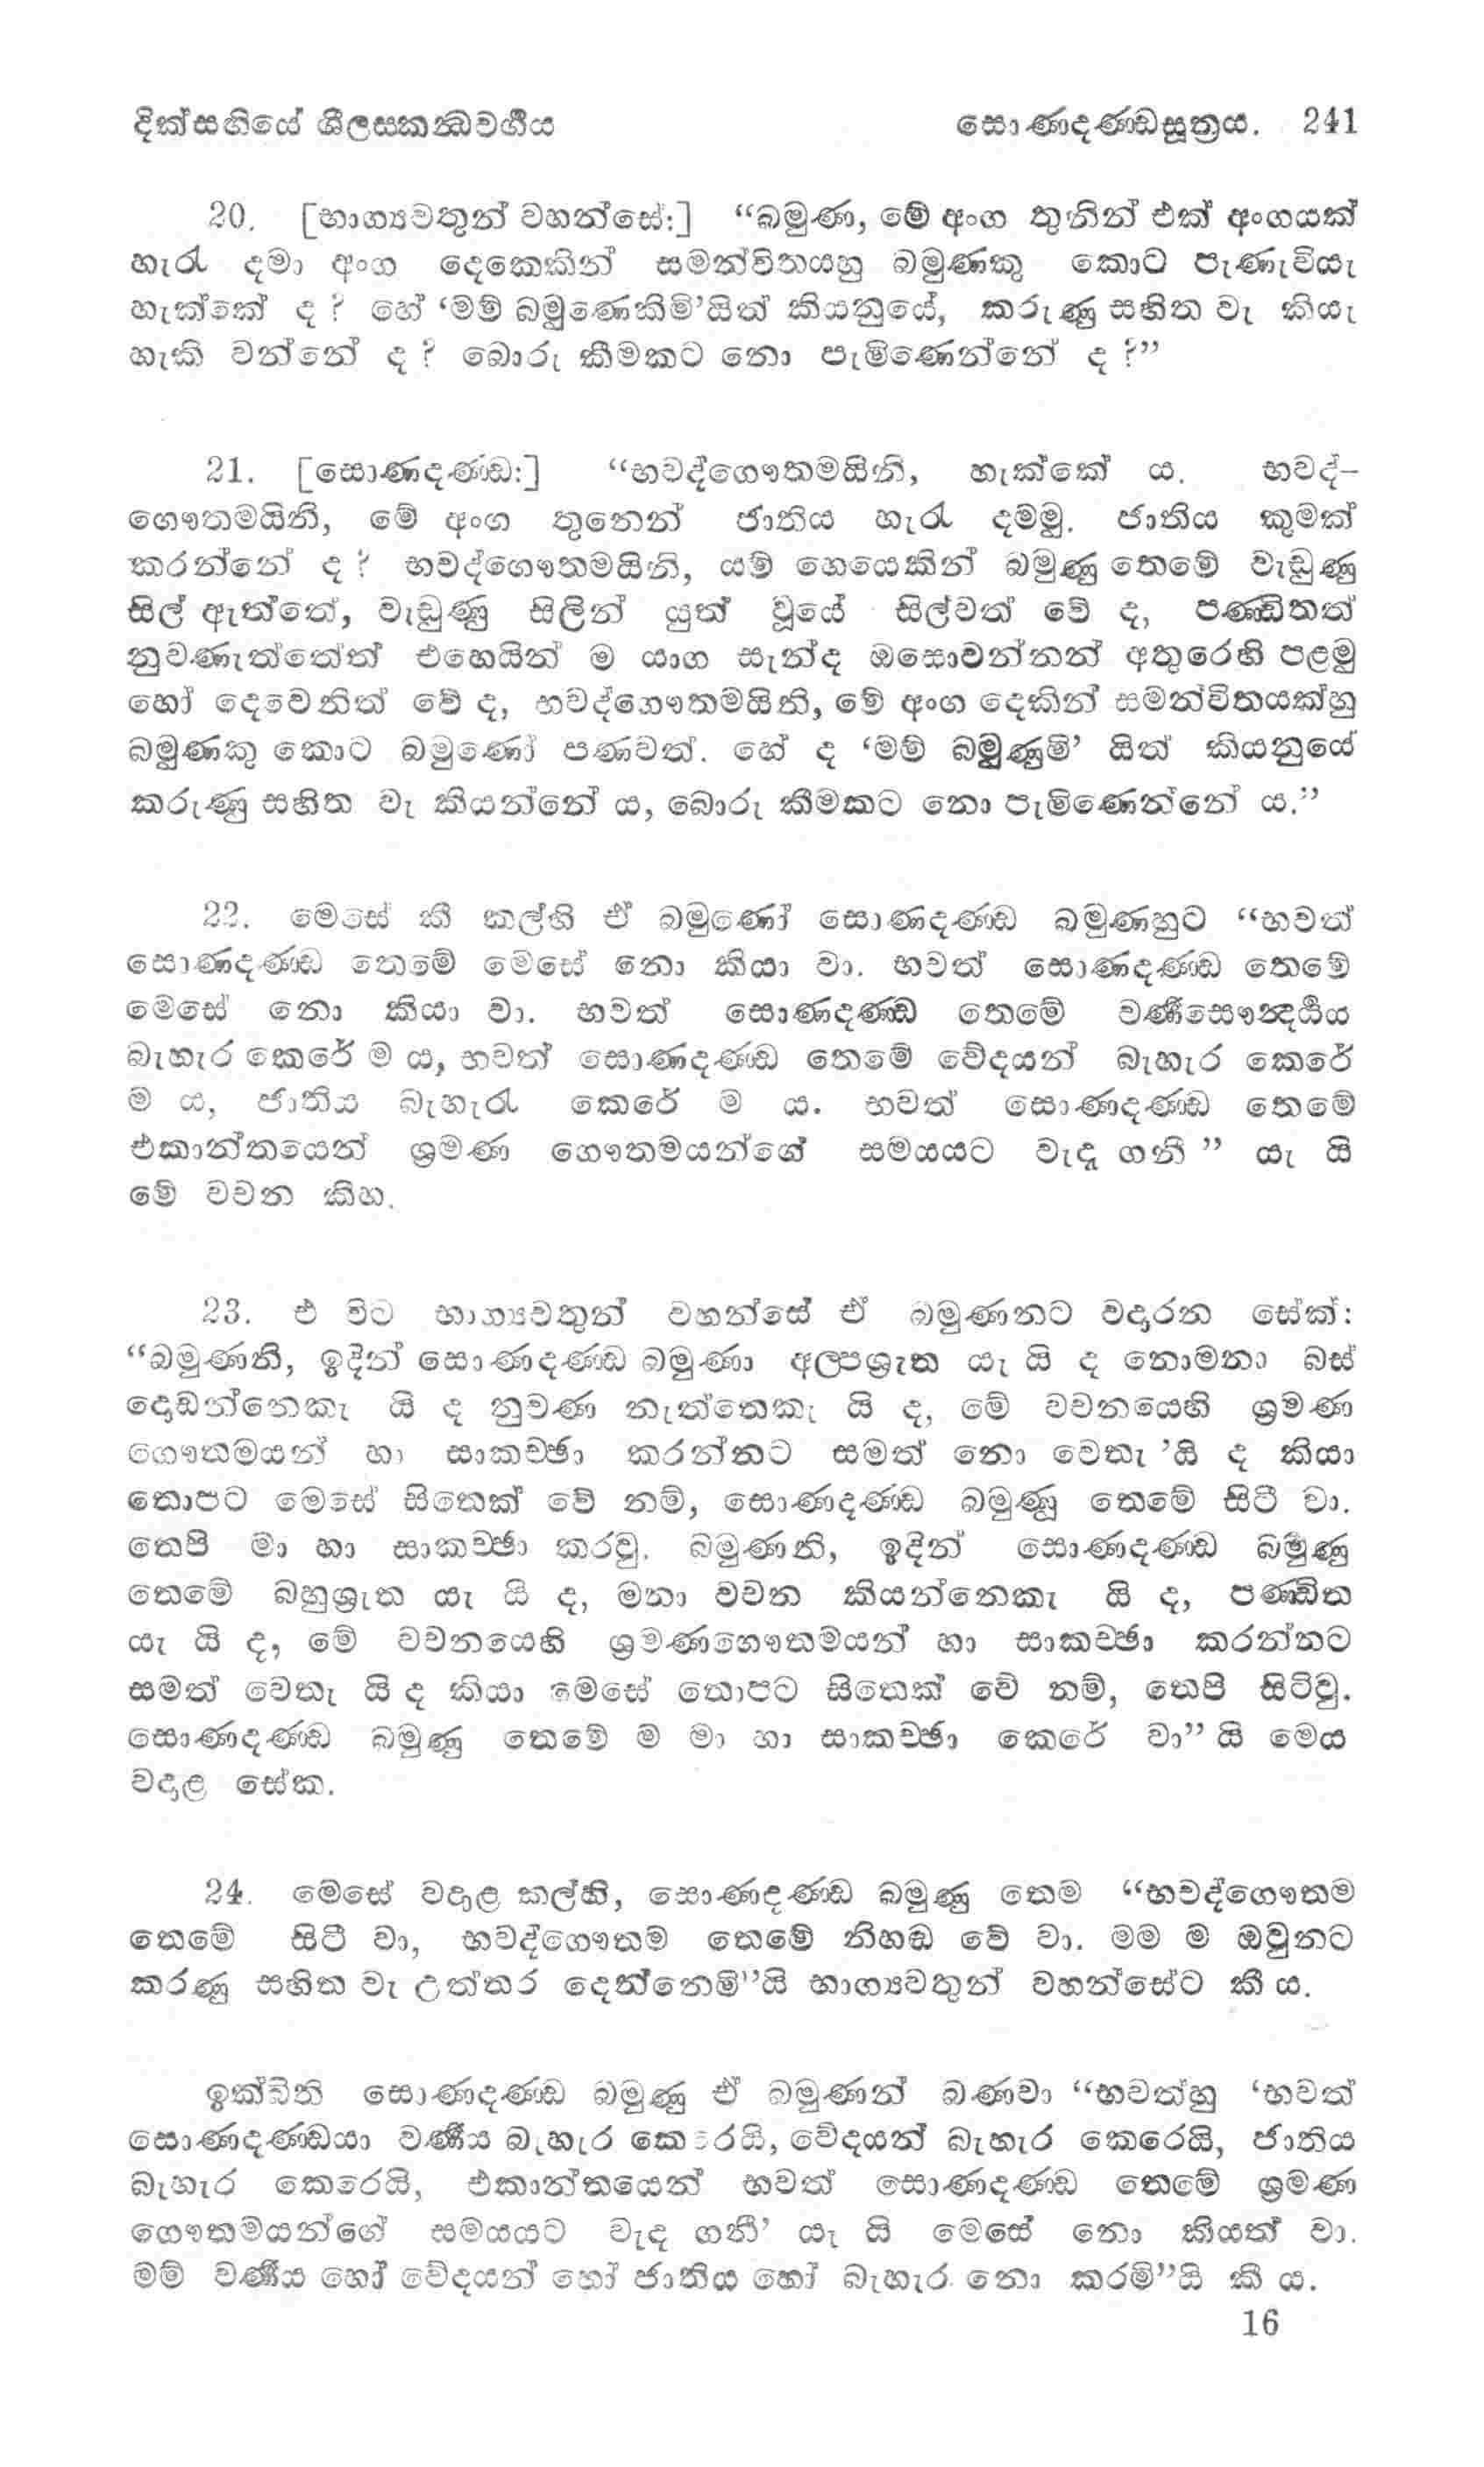 දික්සඟියේ ශීලස්කන්‍ධවර්‍ගය සොණදණ්ඩසූත්‍රය. 241
20. [භාග්‍යවතුන් වහන්සේ:] “බමුණ, මේ අංග තුනින් එක් අංගයක්
හැරැ දමා අංග දෙකෙකින් සමන්විතයහු බමුණකු කොට පැණැවියැ
හැක්කේ ද? හේ ‘මම් බමුණෙකිමි’යිත් කියනුයේ, කරුණු සහිත වැ කියැ
හැකි වන්නේ ද? බොරු කීමකට නො පැමිණෙන්නේ ද?”
21. [සොණදණ්ඩ:] “භවද්ගෞතමයිනි, හැක්කේ ය. භවද්-
ගෞතමයිනි, මේ අංග තුනෙන් ජාතිය හැරැ දමමු. ජාතිය කුමක්
කරන්නේ ද? භවද්ගෞතමයිනි, යම් හෙයෙකින් බමුණු තෙමේ වැඩුණු
සිල් ඇත්තේ, වැඩුණු සිලින් යුත් වූයේ සිල්වත් වේ ද, පණ්ඩිතත්
නුවණැත්තේත් එහෙයින් ම යාග සැන්ද ඔසොවන්නන් අතුරෙහි පළමු
හෝ දෙවෙනිත් වේ ද, භවද්ගෞතමයිනි, මේ අංග දෙකින් සමන්විතයක්හු
බමුණකු කොට බමුණෝ පණවත්. හේ ද ‘මම් බමුණුමි’ යිත් කියනුයේ
කරුණු සහිත වැ කියන්නේ ය, බොරු කීමකට නො පැමිණෙන්නේ ය.”
22. මෙසේ කී කල්හි ඒ බමුණෝ සොණදණ්ඩ බමුණහුට “භවත්
සොණදණ්ඩ තෙමේ මෙසේ නො කියා වා. භවත් සොණදණ්ඩ තෙමේ
මෙසේ නො කියා වා. භවත් සොණදණ්ඩ තෙමේ වර්‍ණසෞන්‍දර්‍ය්‍යය
බැහැර කෙරේ ම ය, භවත් සොණදණ්ඩ තෙමේ වේදයන් බැහැර කෙරේ
ම ය, ජාතිය බැහැරැ කෙරේ ම ය. භවත් සොණදණ්ඩ තෙමේ
එකාන්තයෙන් ශ්‍රමණ ගෞතමයන්ගේ සමයයට වැදැ ගනී” යැ යි
මේ වචන කීහ.
23. එ විට භාග්‍යවතුන් වහන්සේ ඒ බමුණනට වදාරන සේක්:
“බමුණනි, ඉදින් සොණදණ්ඩ බමුණා අල්පශ්‍රැත යැ යි ද නොමනා බස්
දොඩන්නෙකැ යි ද නුවණ නැත්තෙකැ යි ද, මේ වචනයෙහි ශ්‍රමණ
ගෞතමයන් හා සාකච්ඡා කරන්නට සමත් නො වෙතැ ’යි ද කියා
තොපට මෙසේ සිතෙක් වේ නම්, සොණදණ්ඩ බමුණු තෙමේ සිටී වා.
තෙපි මා හා සාකච්ඡා කරවු. බමුණනි, ඉදින් සොණදණ්ඩ බමුණු
තෙමේ බහුශ්‍රැත යැ යි ද, මනා වචන කියන්නෙකැ යි ද, පණ්ඩිත
යැ යි ද, මේ වචනයෙහි ශ්‍රමණගෞතමයන් හා සාකච්ඡා කරන්නට
සමත් වෙතැ යි ද කියා මෙසේ තොපට සිතෙක් වේ නම්, තෙපි සිටිවු.
සොණදණ්ඩ බමුණු තෙමේ ම මා හා සාකච්ඡා කෙරේ වා” යි මෙය
වදාළ සේක.
24. මෙසේ වදාළ කල්හි, සොණදණ්ඩ බමුණු තෙම “භවද්ගෞතම
තෙමේ සිටී වා, භවද්ගෞතම තෙමේ නිහඬ වේ වා. මම ම ඔවුනට
කරණු සහිත වැ උත්තර දෙන්නෙමි”යි භාග්‍යවතුන් වහන්සේට කී ය.
ඉක්බිති සොණදණ්ඩ බමුණු ඒ බමුණන් බණවා “භවත්හු ‘භවත්
සොණදණ්ඩයා වර්‍ණය බැහැර කෙරෙයි, වේදයන් බැහැර කෙරෙයි, ජාතිය
බැහැර කෙරෙයි, එකාන්තයෙන් භවත් සොණදණ්ඩ තෙමේ ශ්‍රමණ
ගෞතමයන්ගේ සමයයට වැද ගනී’ යැ යි මෙසේ නො කියත් වා.
මම් වර්‍ණය හෝ වේදයන් හෝ ජාතිය හෝ බැහැර නො කරමි”යි කී ය.
16